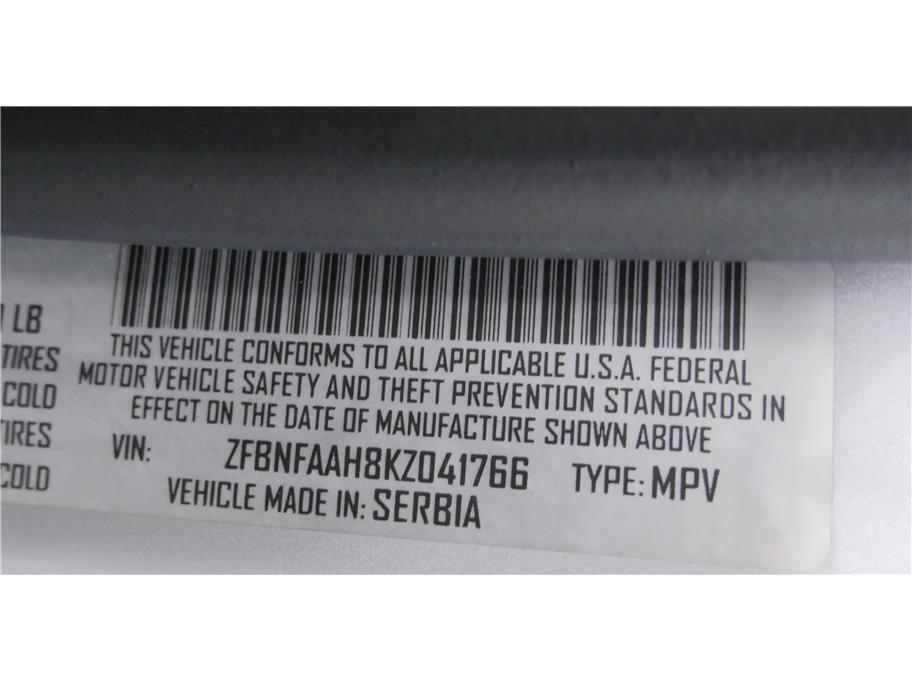 LB
TIRES
COLD
TIRES
COLD
THIS VEHICLE CONFORMS TO ALL APPLICABLE U.S.A. FEDERAL
MOTOR VEHICLE SAFETY AND THEFT PREVENTION STANDARDS IN
EFFECT ON THE DATE OF MANUFACTURE SHOWN ABOVE
VIN: ZFBNFAAH8KZ041766 TYPE: MPV
VEHICLE MADE IN: SERBIA